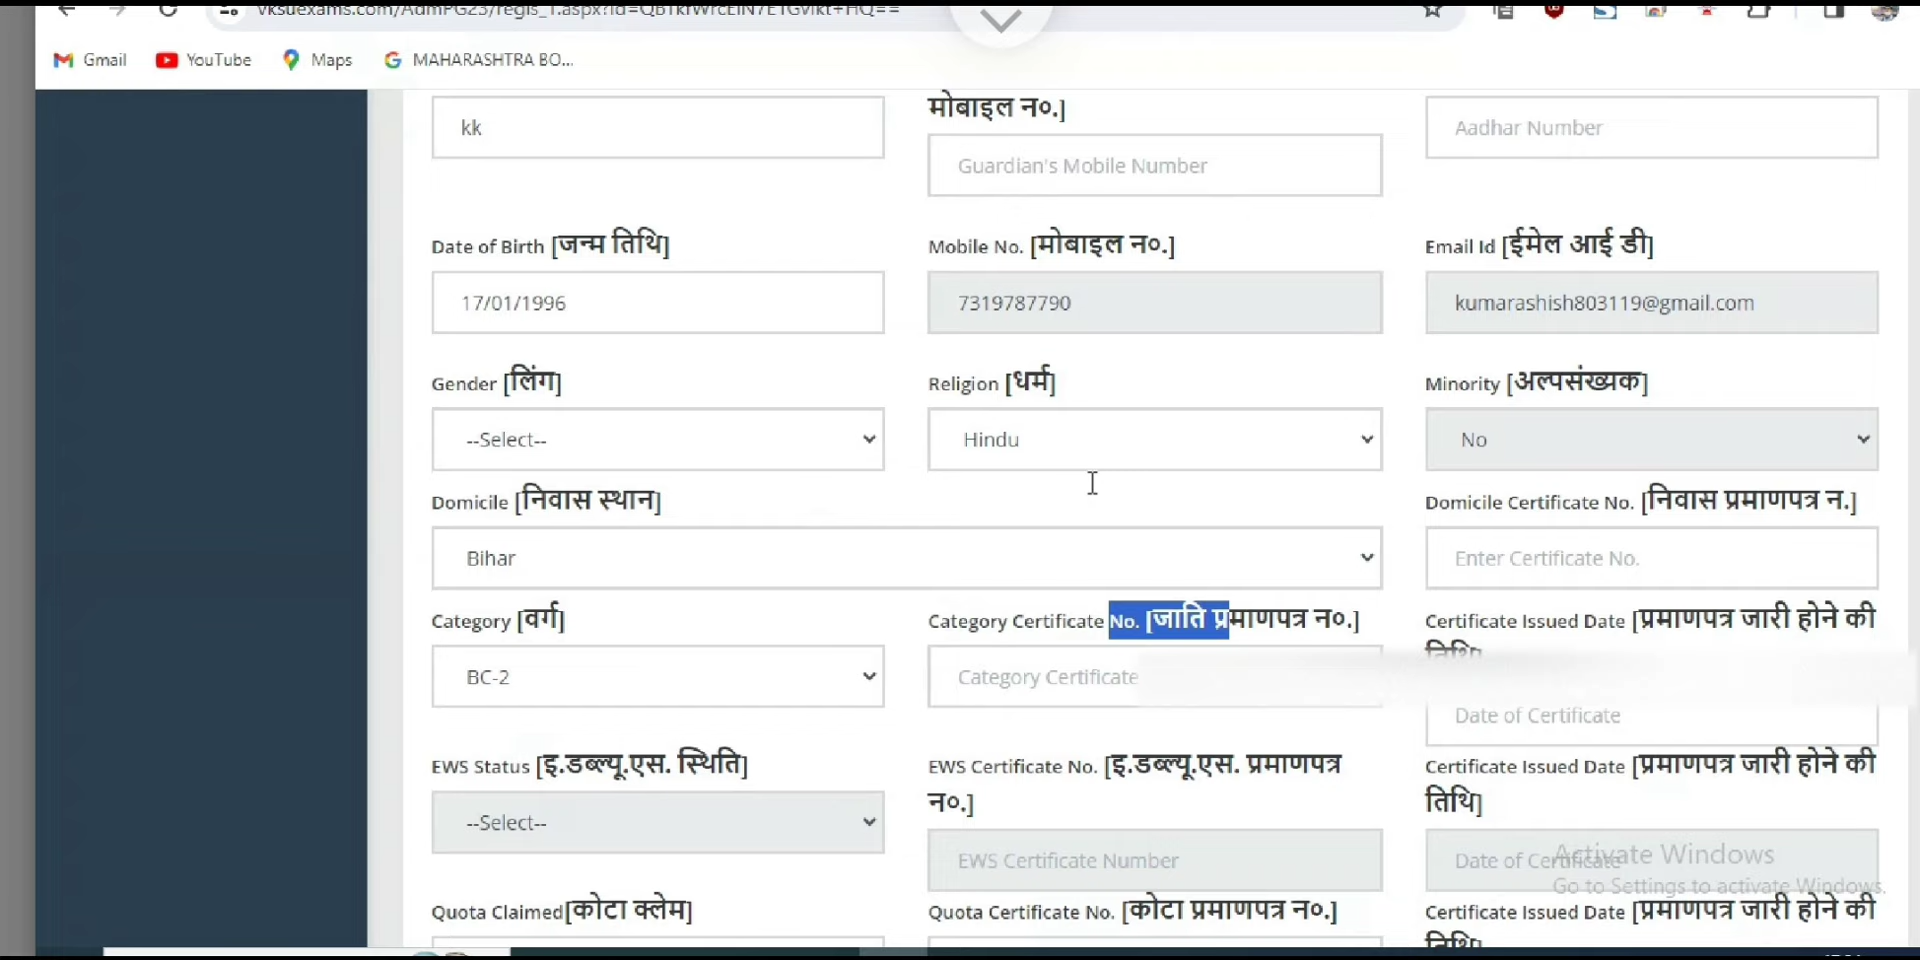 Gmail YouTube Maps MAHARASHTRA BO...
मोबाइल न०.]
kk Aadhar Number
Guardian's Mobile Number
Date of Birth [जन्म तिथि] Mobile No. [मोबाइल न०.] Email Id [ईमेल आई डी]
17/01/1996 7319787790 kumarashish803119@gmail.com
Gender [लिंग] Religion [धर्म] Minority [अल्पसंख्यक]
--Select-- Hindu No
Domicile [निवास स्थान] Domicile Certificate No. [निवास प्रमाणपत्र न.]
Bihar Enter Certificate No.
Category [वर्ग] Category Certificate No. [जाति प्रमाणपत्र न०.] Certificate Issued Date [प्रमाणपत्र जारी होने की
तिथि]
BC-2 Category Certificate
Date of Certificate
EWS Status [इ.डब्ल्यू.एस. स्थिति] EWS Certificate No. [इ.डब्ल्यू.एस. प्रमाणपत्र Certificate Issued Date [प्रमाणपत्र जारी होने की
न०.] तिथि]
--Select--
EWS Certificate Number Date of Certificate
Activate Windows
Go to Settings to activate Windows.
Quota Claimed[कोटा क्लेम] Quota Certificate No. [कोटा प्रमाणपत्र न०.] Certificate Issued Date [प्रमाणपत्र जारी होने की
तिथि]